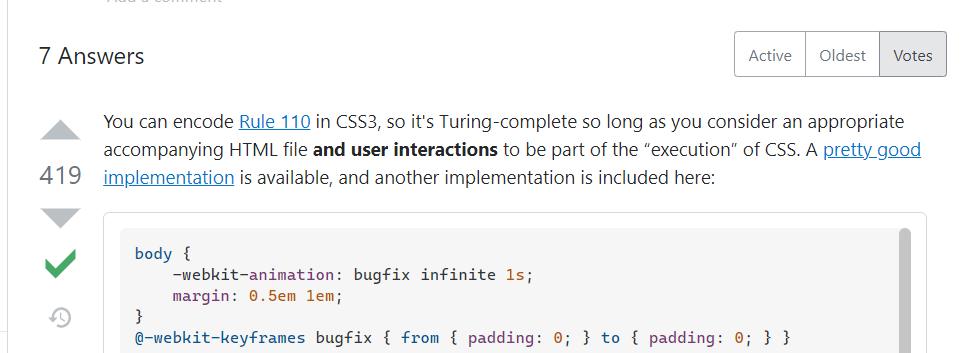 Add a comment
7 Answers
Active Oldest Votes
You can encode Rule 110 in CSS3, so it's Turing-complete so long as you consider an appropriate
accompanying HTML file and user interactions to be part of the “execution” of CSS. A pretty good
implementation is available, and another implementation is included here:
419
body {
    -webkit-animation: bugfix infinite 1s;
    margin: 0.5em 1em;
}
@-webkit-keyframes bugfix { from { padding: 0; } to { padding: 0; } }